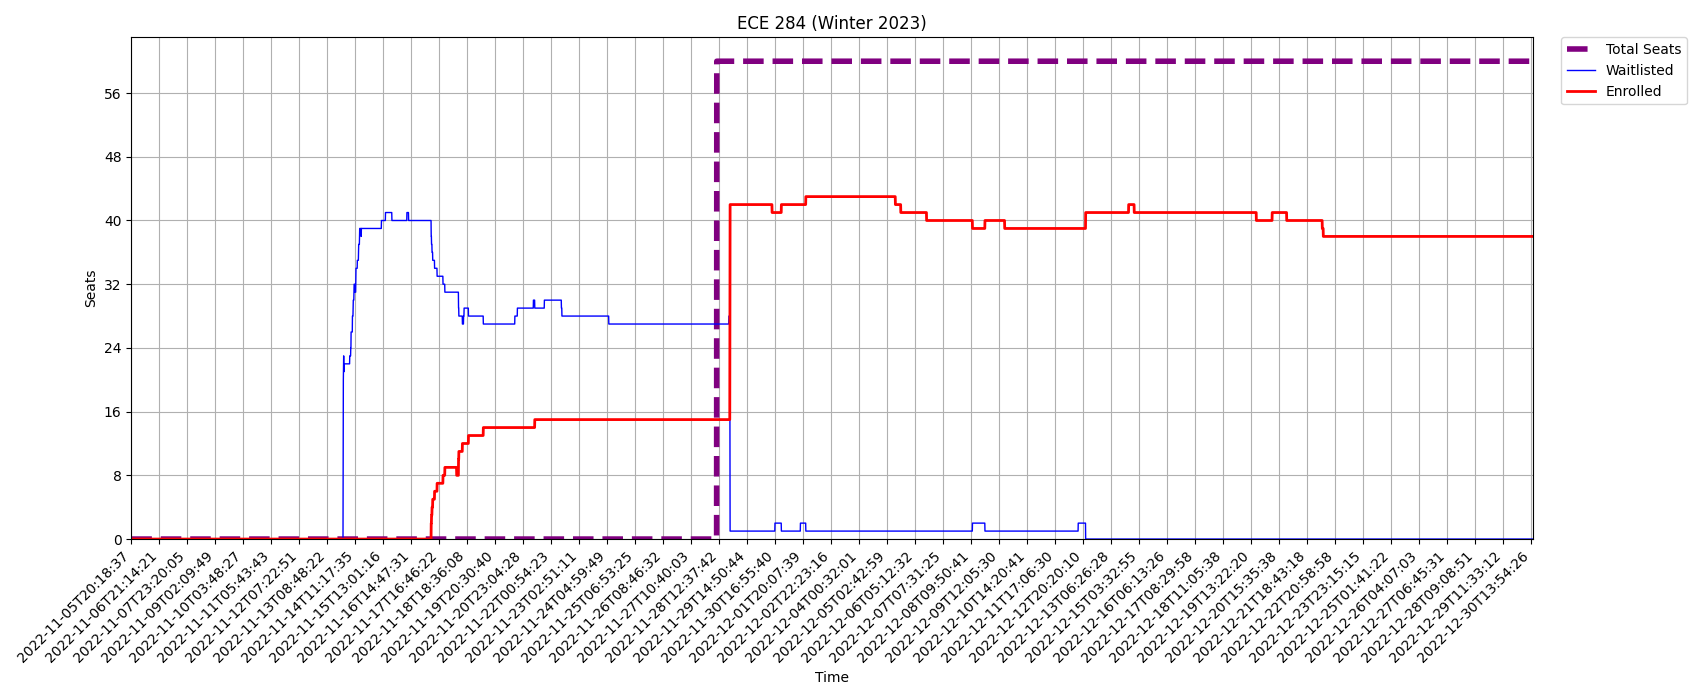 ECE 284 (Winter 2023)
Total Seats
Waitlisted
Enrolled
Seats
56
48
40
32
24
16
8
0
2022-11-05T20:18:37
2022-11-06T21:14:21
2022-11-07T23:20:05
2022-11-09T02:09:49
2022-11-10T03:48:27
2022-11-11T05:43:43
2022-11-12T07:22:51
2022-11-13T08:48:22
2022-11-14T11:17:35
2022-11-15T13:01:16
2022-11-16T14:47:31
2022-11-17T16:46:22
2022-11-18T18:36:08
2022-11-19T20:30:40
2022-11-20T23:04:28
2022-11-22T00:54:23
2022-11-23T02:51:11
2022-11-24T04:59:49
2022-11-25T06:53:25
2022-11-26T08:46:32
2022-11-27T10:40:03
2022-11-28T12:37:42
2022-11-29T14:50:44
2022-11-30T16:55:40
2022-12-01T20:07:39
2022-12-02T22:23:16
2022-12-04T00:32:01
2022-12-05T02:42:59
2022-12-06T05:12:32
2022-12-07T07:31:25
2022-12-08T09:50:41
2022-12-09T12:05:30
2022-12-10T14:20:41
2022-12-11T17:06:30
2022-12-12T20:20:10
2022-12-13T06:26:28
2022-12-15T03:32:55
2022-12-16T06:13:26
2022-12-17T08:29:58
2022-12-18T11:05:38
2022-12-19T13:22:20
2022-12-20T15:35:38
2022-12-21T18:43:18
2022-12-22T20:58:58
2022-12-23T23:15:15
2022-12-25T01:41:22
2022-12-26T04:07:03
2022-12-27T06:45:31
2022-12-28T09:08:51
2022-12-29T11:33:12
2022-12-30T13:54:26
Time